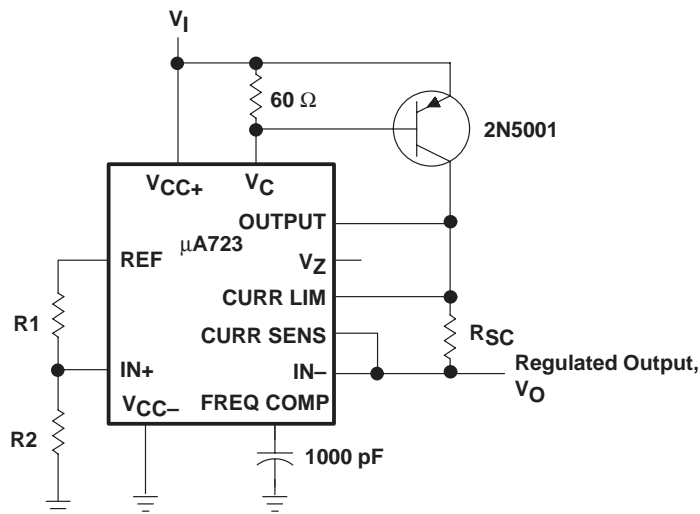 VI
60 Ω
2N5001
VCC+
VC
OUTPUT
μA723
REF
VZ
R1
CURR LIM
CURR SENS
RSC
Regulated Output,
VO
IN+
IN–
VCC–
FREQ COMP
R2
1000 pF